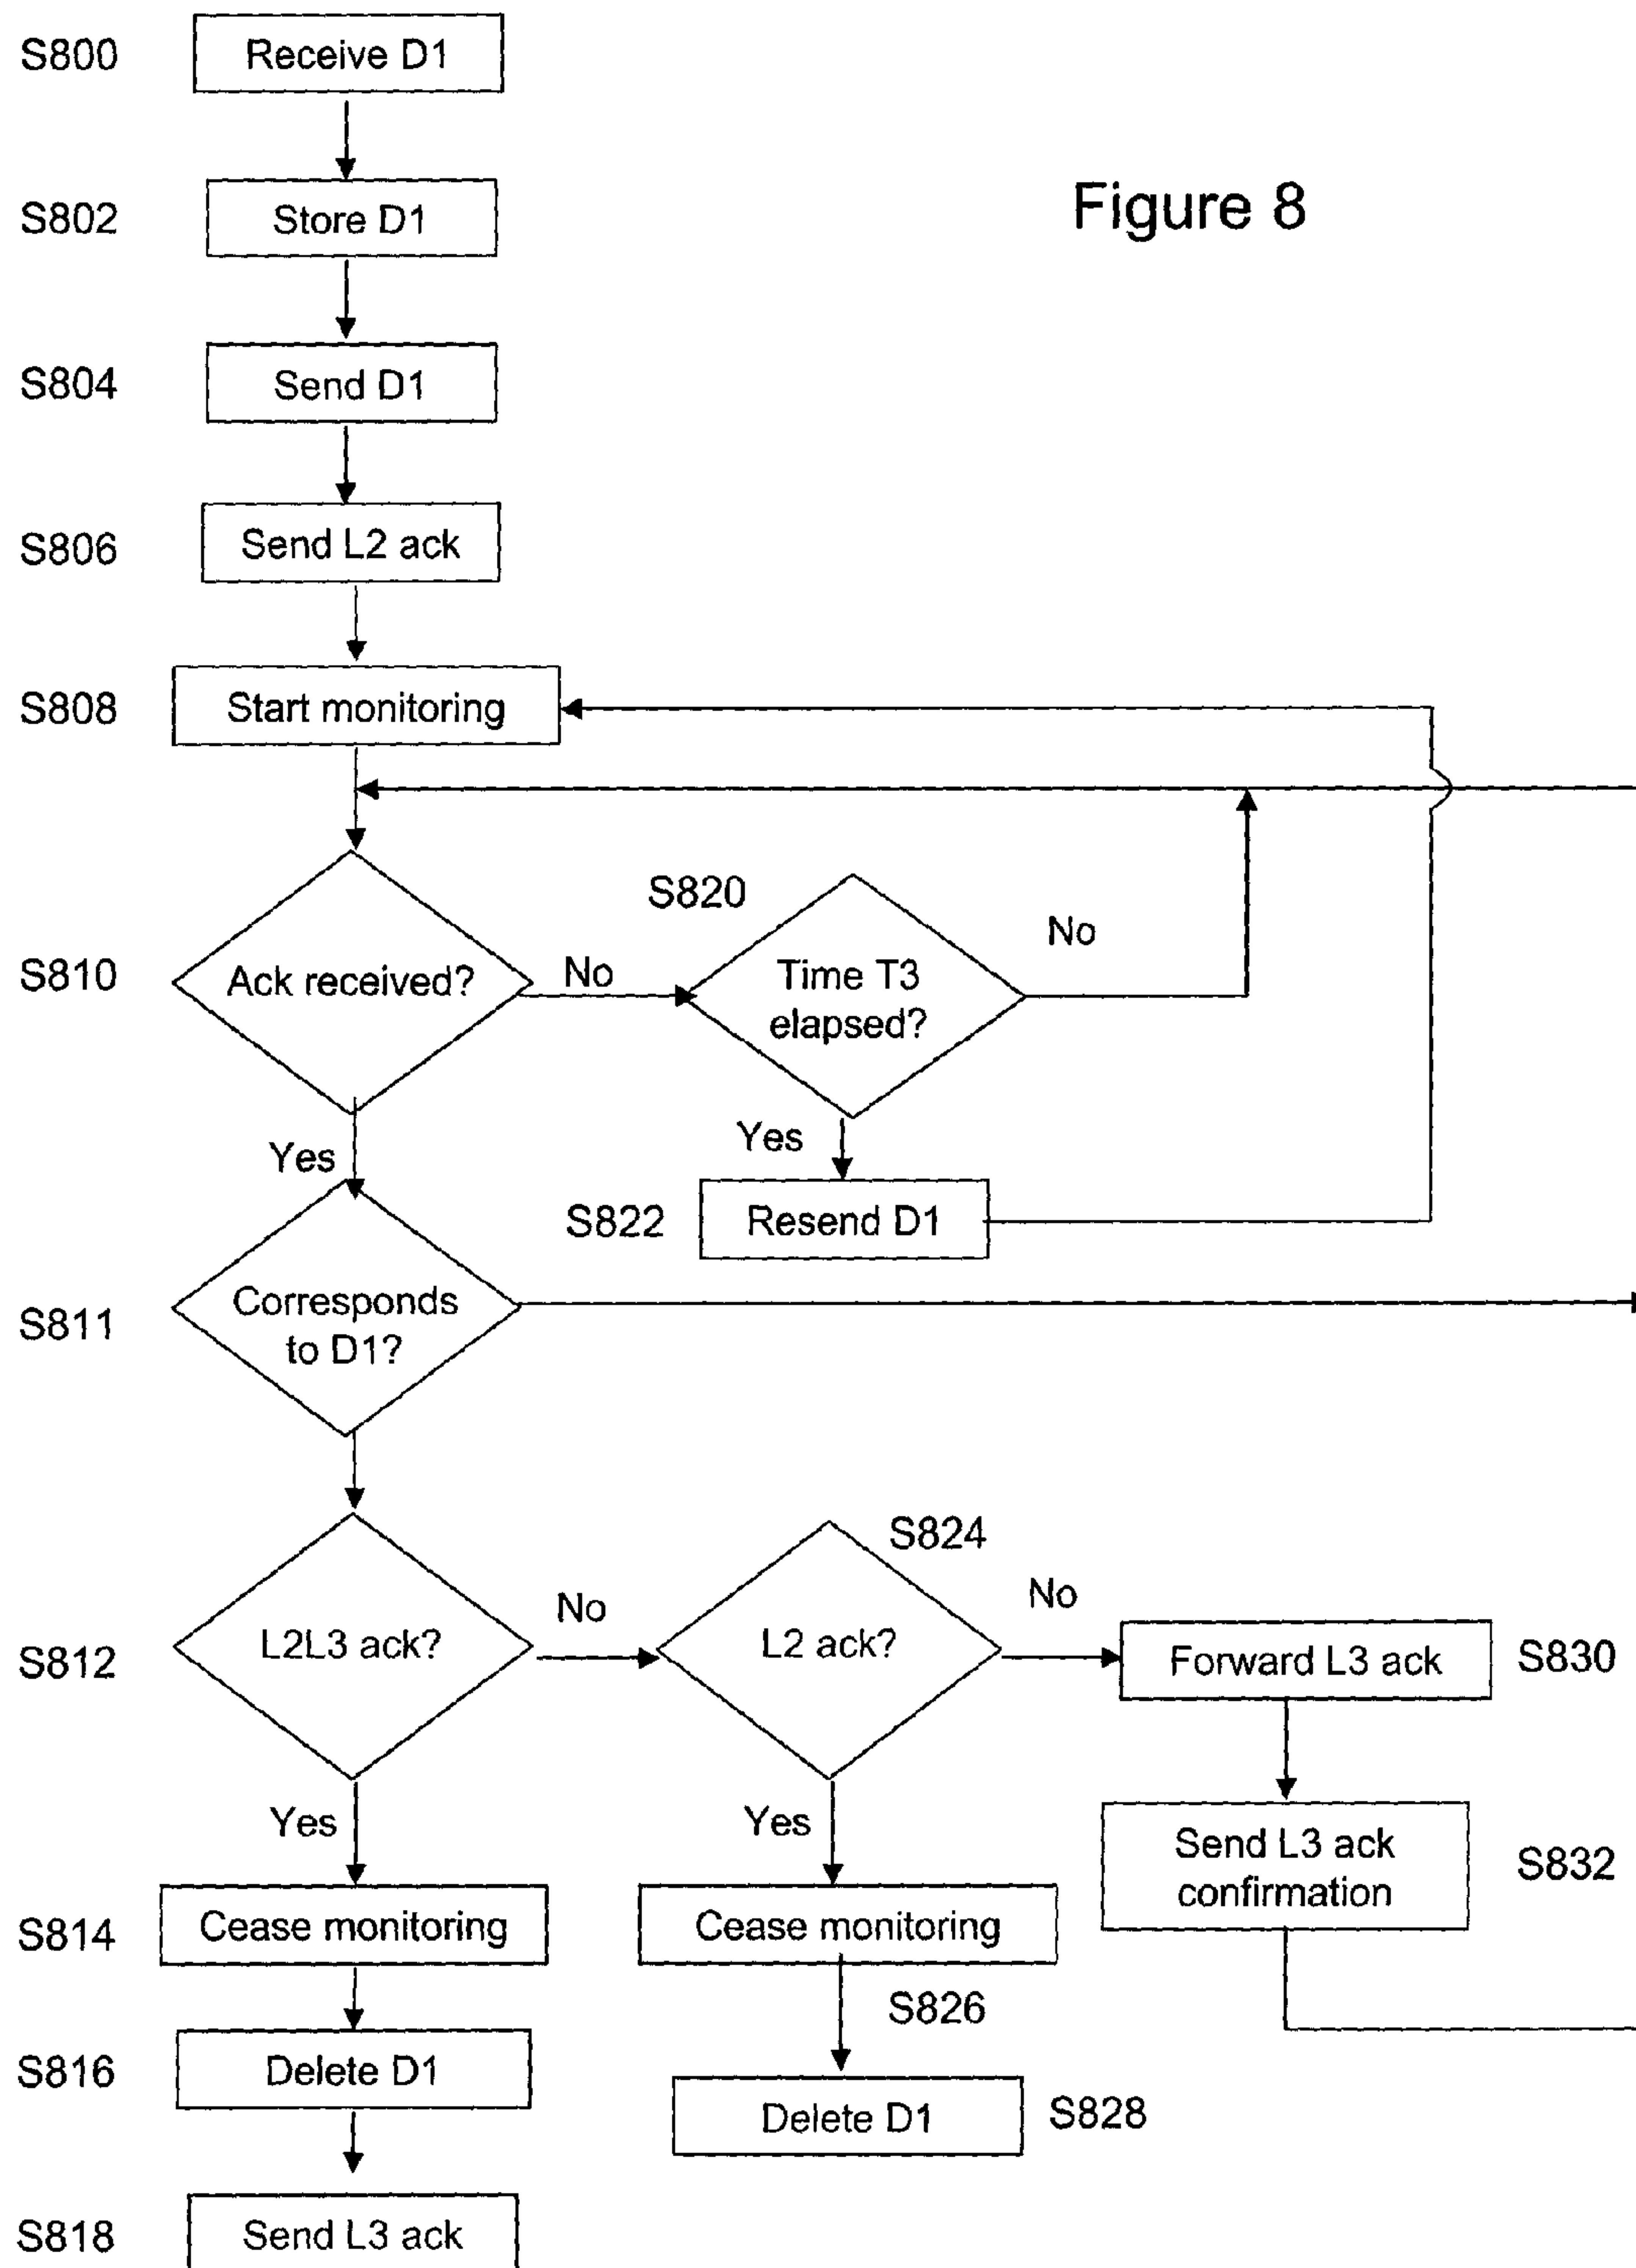 S800
Receive D1
S802
Store D1
Figure 8
S804
Send D1
S806
Send L2 ack
S808
Start monitoring
S810
Ack received?
No
S820
Time T3
elapsed?
No
Yes
Yes
S822
Resend D1
S811
Corresponds
to D1?
S812
L2L3 ack?
No
S824
L2 ack?
No
Forward L3 ack
S830
Yes
Yes
Send L3 ack
confirmation
S832
S814
Cease monitoring
Cease monitoring
S826
S816
Delete D1
Delete D1
S828
S818
Send L3 ack